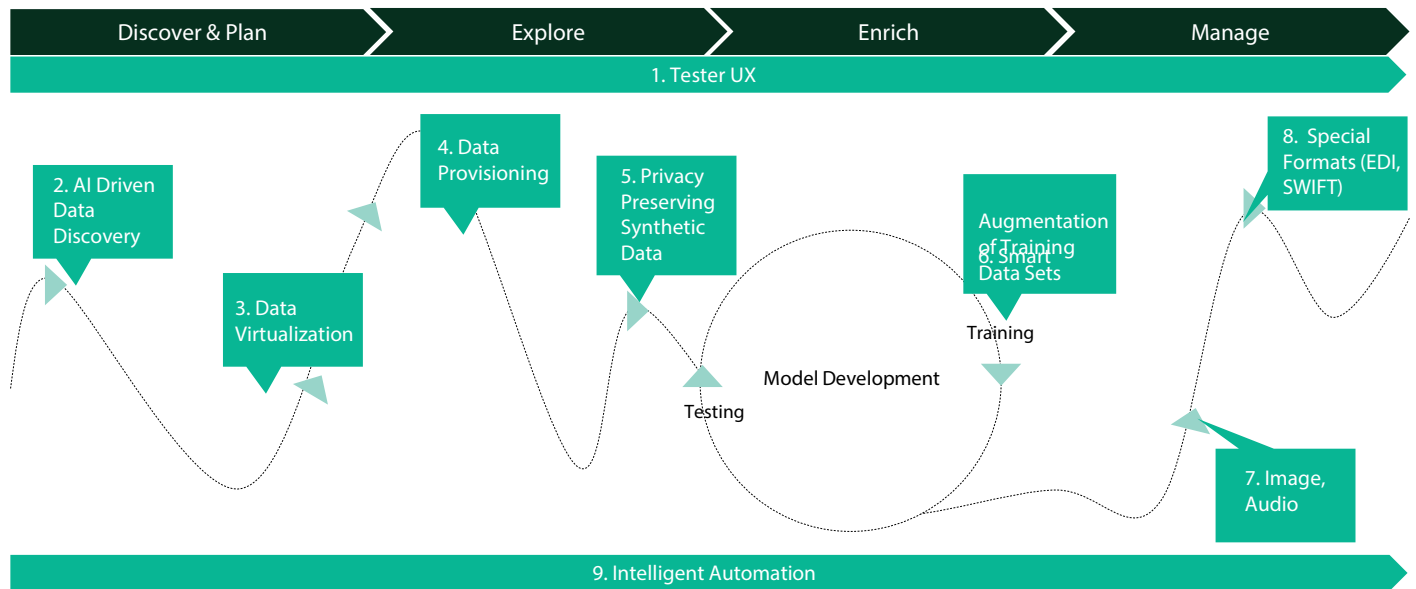 Discover & Plan
Explore
Enrich
Manage
1. Tester UX
2. AI Driven
Data
Discovery
3. Data
Virtualization
4. Data
Provisioning
5. Privacy
Preserving
Synthetic
Data
6. Smart
Augmentation
of Training
Data Sets
Training
Model Development
Testing
8. Special
Formats (EDI,
SWIFT)
7. Image,
Audio
9. Intelligent Automation